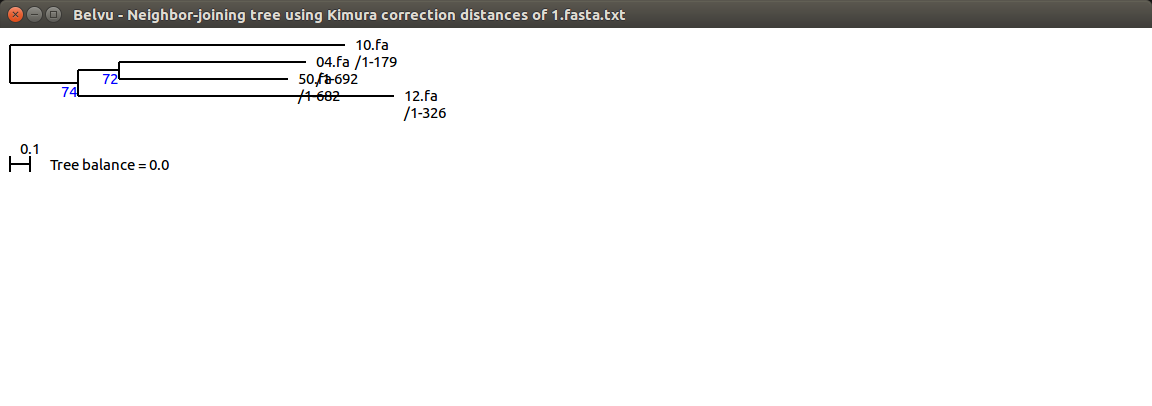 Belvu - Neighbor-joining tree using Kimura correction distances of 1.fasta.txt
10.fa
/1-179
04.fa
/1-692
50.fa
/1-682
12.fa
/1-326
72
74
0.1
Tree balance = 0.0